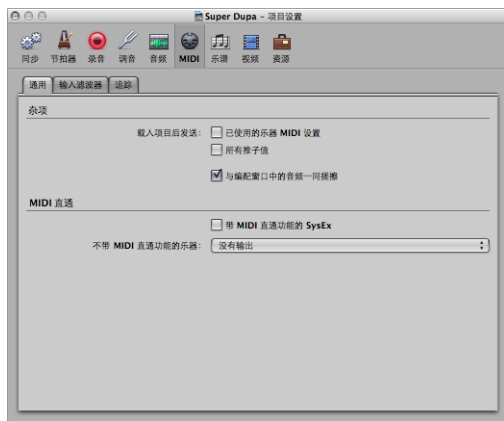 Super Dupa – 项目设置
同步 节拍器 录音 调音 音频 MIDI 乐谱 视频 资源
通用 输入滤波器 追踪
杂项
载入项目后发送： 已使用的乐器 MIDI 设置
所有推子值
与编配窗口中的音频一同搓擦
MIDI 直通
带 MIDI 直通功能的 SysEx
不带 MIDI 直通功能的乐器： 没有输出